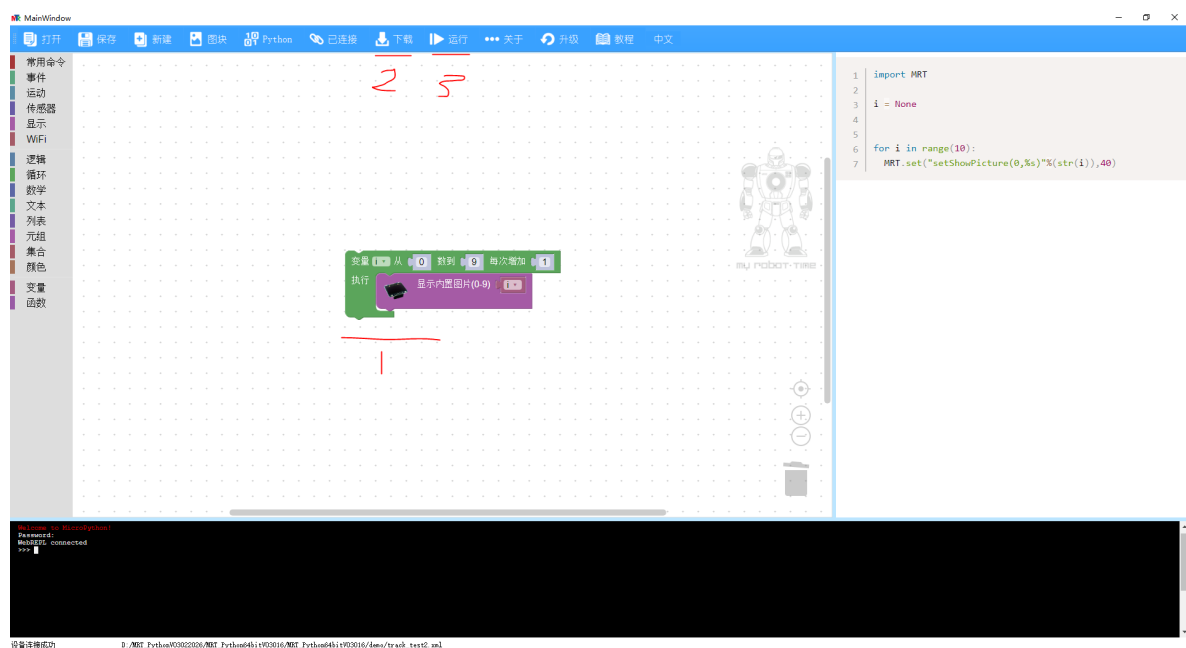 MR MainWindow
打开 保存 新建 图块 Python 已连接 下载 运行 关于 升级 教程 中文
常用命令
事件
运动
传感器
显示
WiFi
逻辑
循环
数学
文本
列表
元组
集合
颜色
变量
函数
2 5
变量 i 从 0 数到 9 每次增加 1
执行 显示内置图片(0-9) i
1
my robot-time
1 import MRT
2
3 i = None
4
5
6 for i in range(10):
7 MRT.set("setShowPicture(0,%s)"%(str(i)),40)
Welcome to MicroPython!
Password:
WebREPL connected
>>>
设备连接成功 D:/MRT_PythonV03022026/MRT_Python64bitV03016/MRT_Python64bitV03016/demo/track_test2.xml